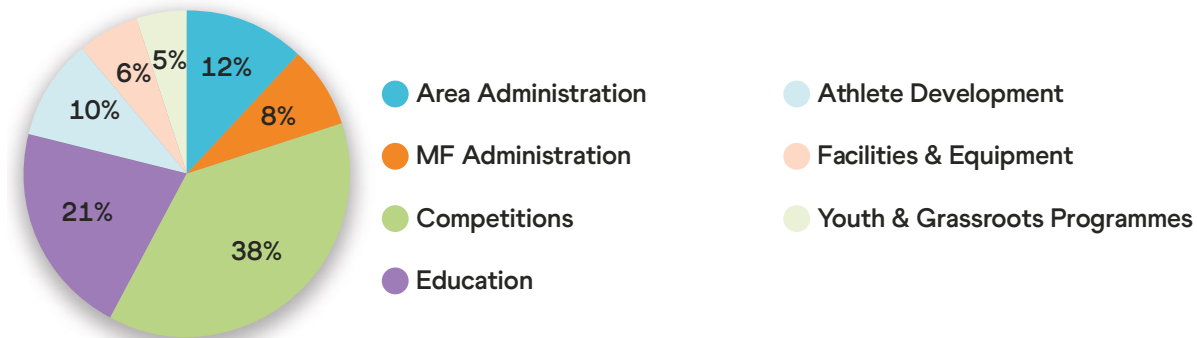 5%
12%
6%
8%
10%
21%
38%
Area Administration
MF Administration
Competitions
Education
Athlete Development
Facilities & Equipment
Youth & Grassroots Programmes